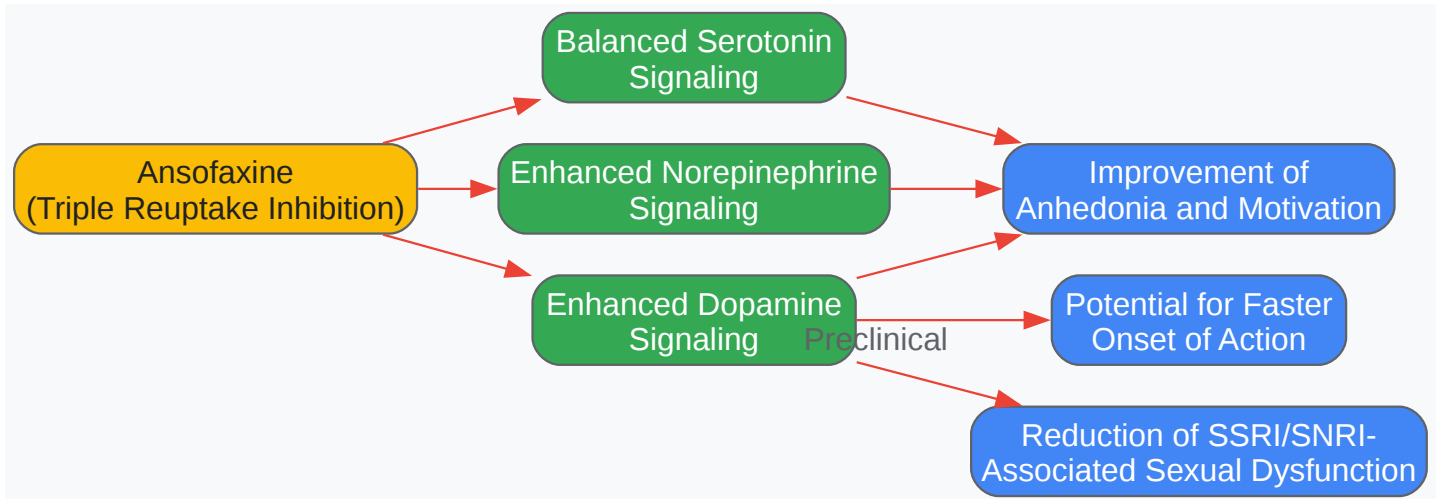 Balanced Serotonin
Signaling
Ansofaxine
(Triple Reuptake Inhibition)
Enhanced Norepinephrine
Signaling
Improvement of
Anhedonia and Motivation
Enhanced Dopamine
Signaling
Preclinical
Potential for Faster
Onset of Action
Reduction of SSRI/SNRI-
Associated Sexual Dysfunction